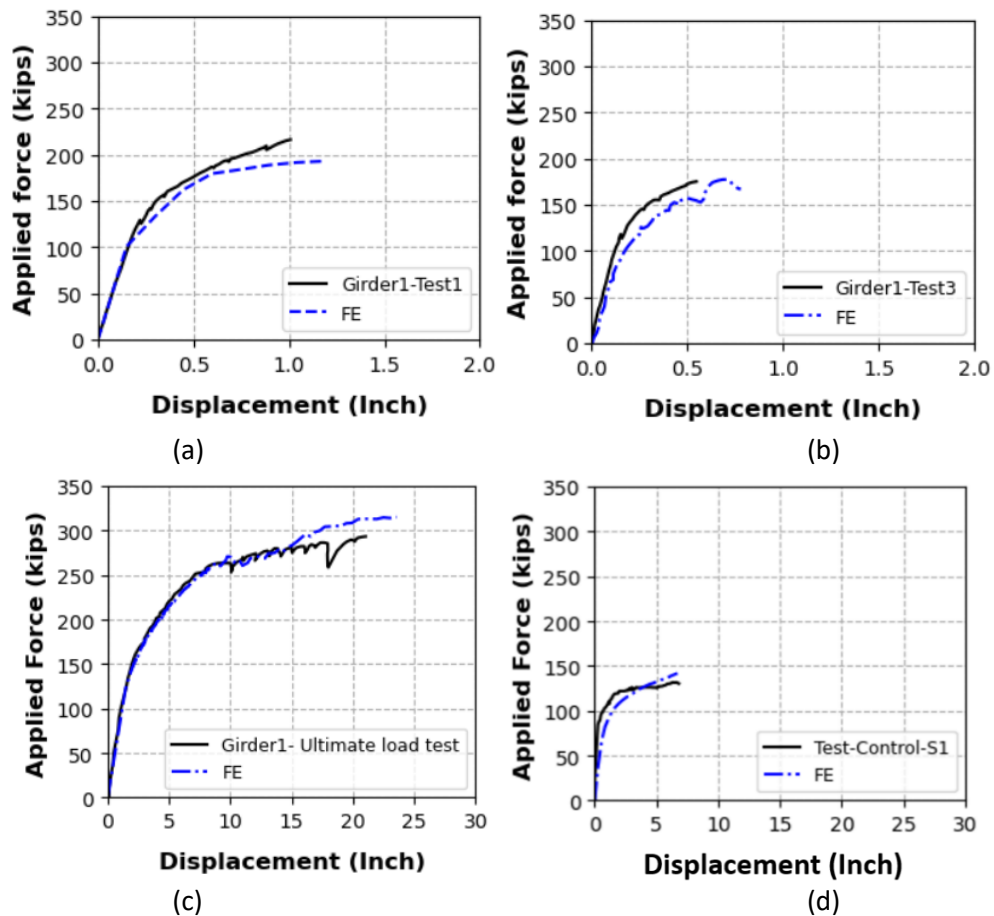 350
300
250
200
150
100
50
0
Applied force (kips)
Girder1-Test1
FE
0.0 0.5 1.0 1.5 2.0
Displacement (Inch)
(a)
350
300
250
200
150
100
50
0
Applied force (kips)
Girder1-Test3
FE
0.0 0.5 1.0 1.5 2.0
Displacement (Inch)
(b)
350
300
250
200
150
100
50
0
Applied Force (kips)
Girder1- Ultimate load test
FE
0 5 10 15 20 25 30
Displacement (Inch)
(c)
350
300
250
200
150
100
50
0
Applied Force (kips)
Test-Control-S1
FE
0 5 10 15 20 25 30
Displacement (Inch)
(d)